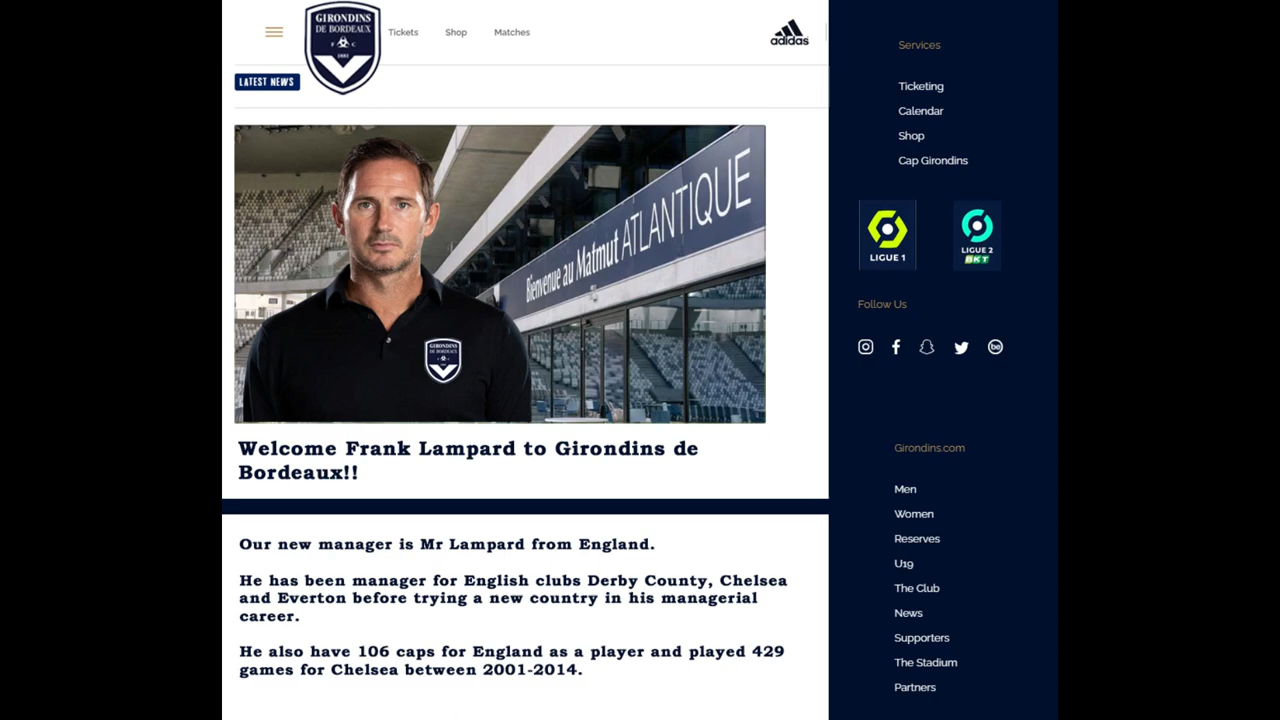 GIRONDINS
DE BORDEAUX
F C
1881
Tickets
Shop
Matches
adidas
LATEST NEWS
Bienvenue au Matmut ATLANTIQUE
GIRONDINS
DE BORDEAUX
Welcome Frank Lampard to Girondins de
Bordeaux!!
Our new manager is Mr Lampard from England.
He has been manager for English clubs Derby County, Chelsea
and Everton before trying a new country in his managerial
career.
He also have 106 caps for England as a player and played 429
games for Chelsea between 2001-2014.
Services
Ticketing
Calendar
Shop
Cap Girondins
LIGUE 1
LIGUE 2
BKT
Follow Us
Girondins.com
Men
Women
Reserves
U19
The Club
News
Supporters
The Stadium
Partners